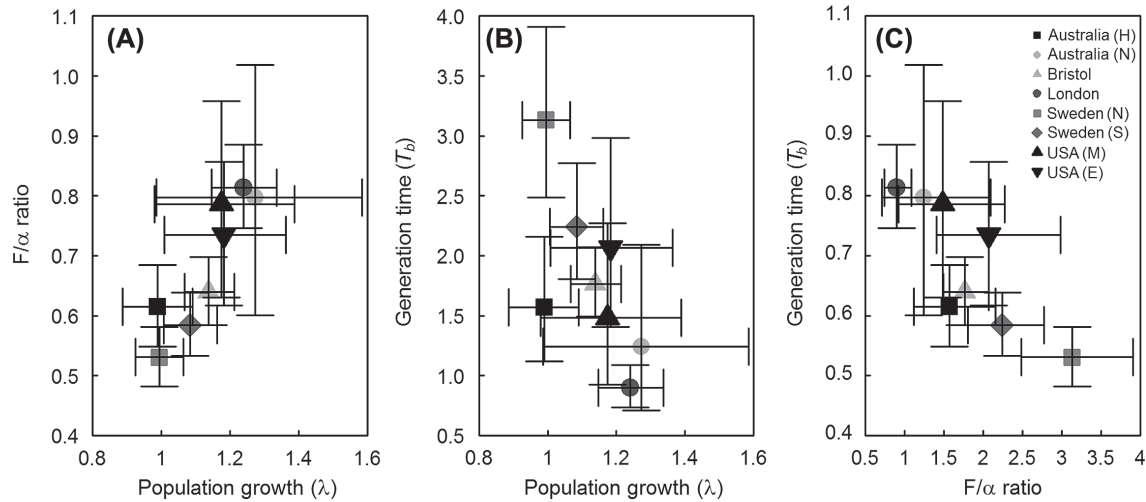 (A)
F/α ratio
1.1
1.0
0.9
0.8
0.7
0.6
0.5
0.4
0.8 1 1.2 1.4 1.6
Population growth (λ)
(B)
Generation time (T_b)
4.0
3.5
3.0
2.5
2.0
1.5
1.0
0.5
0.8 1 1.2 1.4 1.6
Population growth (λ)
(C)
Generation time (T_b)
1.1
1.0
0.9
0.8
0.7
0.6
0.5
0.4
0.5 1 1.5 2 2.5 3 3.5 4
F/α ratio
Australia (H)
Australia (N)
Bristol
London
Sweden (N)
Sweden (S)
USA (M)
USA (E)